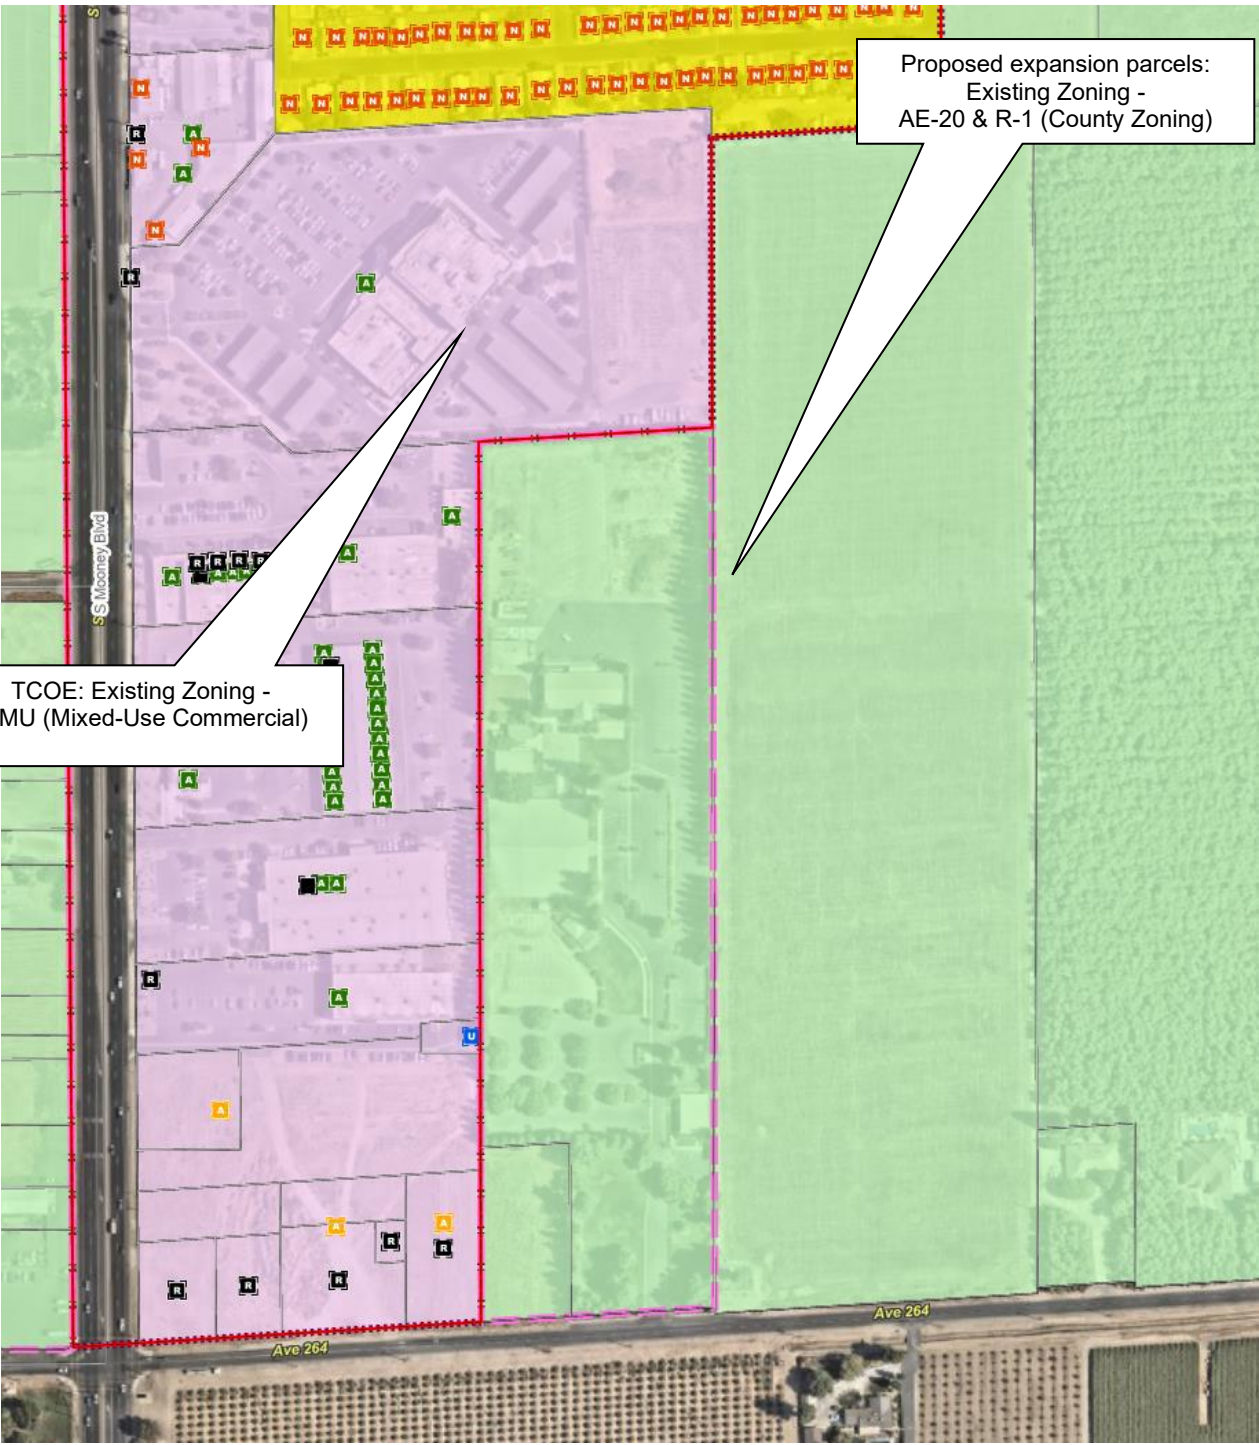 Proposed expansion parcels:
Existing Zoning -
AE-20 & R-1 (County Zoning)
S Mooney Blvd
TCOE: Existing Zoning -
MU (Mixed-Use Commercial)
Ave 264
Ave 264